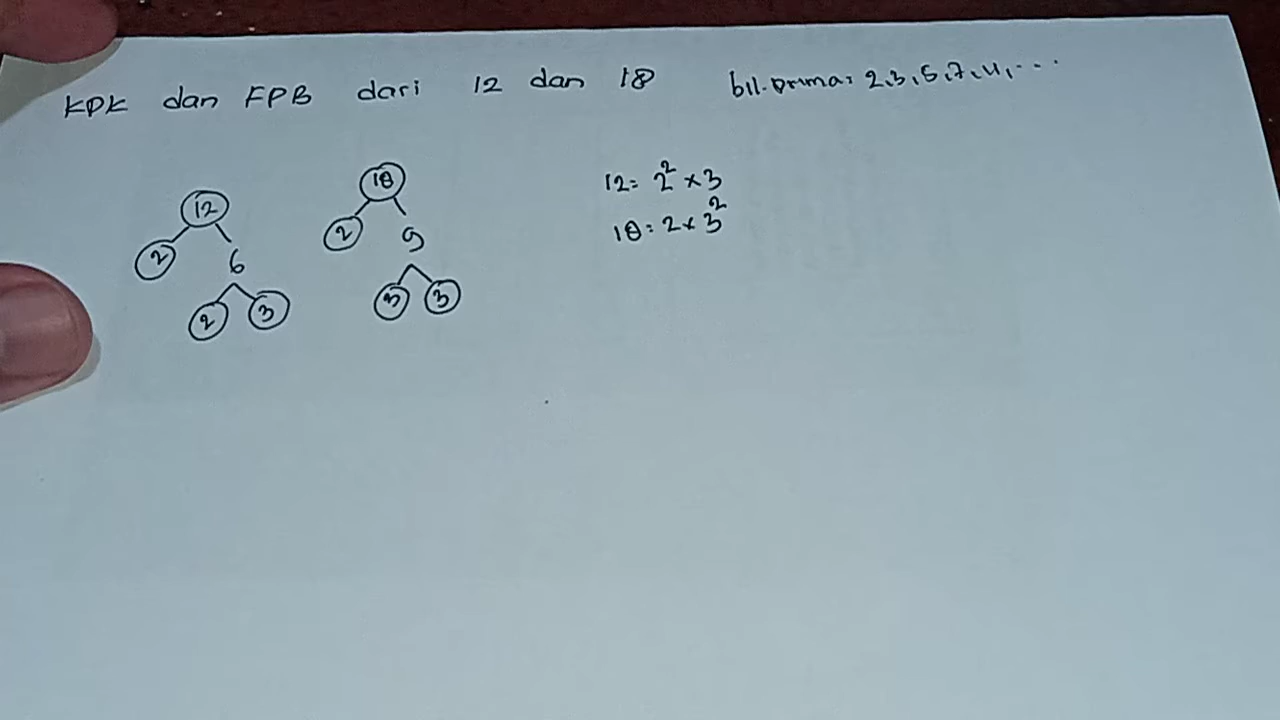 KPK dan FPB dari 12 dan 18
bil. prima: 2, 3, 5, 7, 11, ...
12
2
6
2 3
18
2
9
3 3
12 = 2² × 3
18 = 2 × 3²